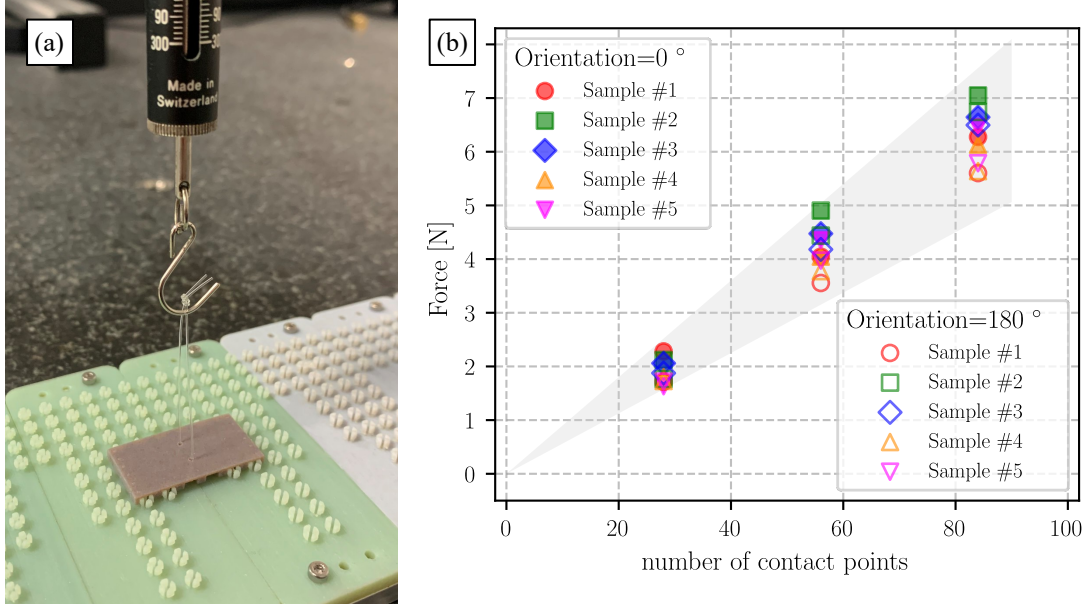 (a)
90
90
300
30
Made in
Switzerland
(b)
Orientation=0 °
Sample #1
Sample #2
Sample #3
Sample #4
Sample #5
Orientation=180 °
Sample #1
Sample #2
Sample #3
Sample #4
Sample #5
7
6
5
4
3
2
1
0
Force [N]
0 20 40 60 80 100
number of contact points